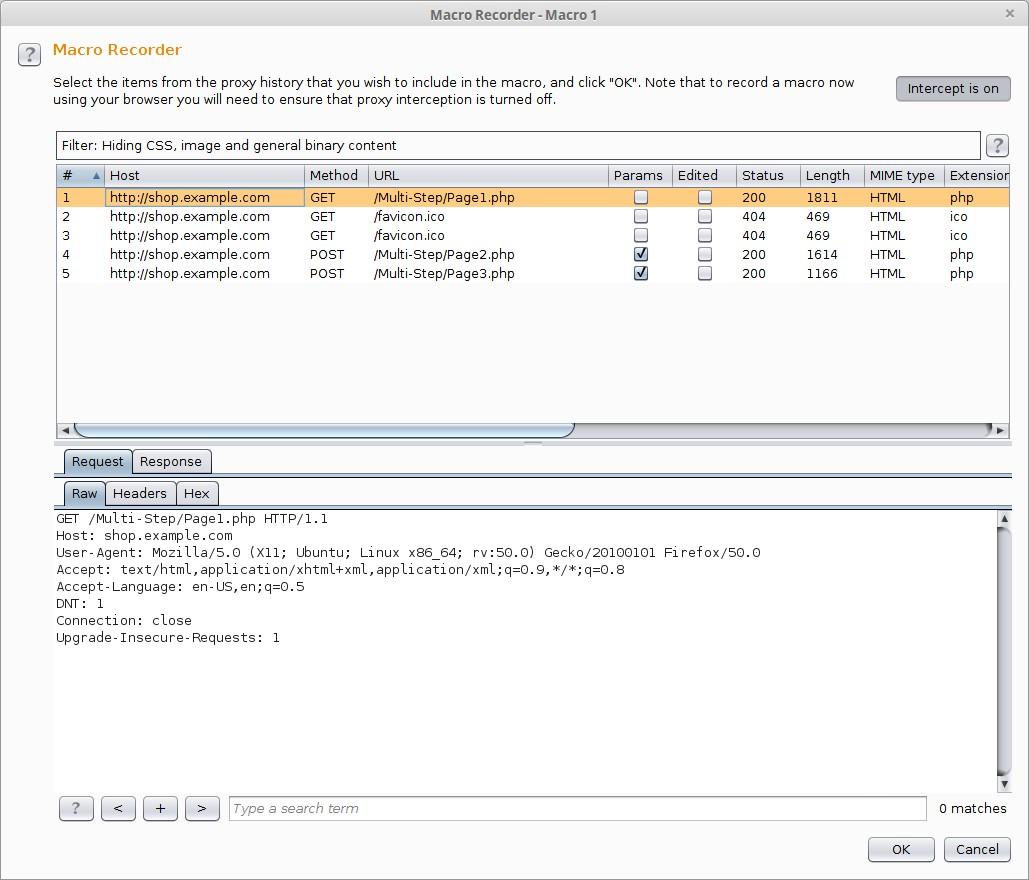 Macro Recorder - Macro 1 ×
? Macro Recorder
Select the items from the proxy history that you wish to include in the macro, and click "OK". Note that to record a macro now
using your browser you will need to ensure that proxy interception is turned off.
Intercept is on
Filter: Hiding CSS, image and general binary content ?
# Host Method URL Params Edited Status Length MIME type Extension
1 http://shop.example.com GET /Multi-Step/Page1.php 200 1811 HTML php
2 http://shop.example.com GET /favicon.ico 404 469 HTML ico
3 http://shop.example.com GET /favicon.ico 404 469 HTML ico
4 http://shop.example.com POST /Multi-Step/Page2.php 200 1614 HTML php
5 http://shop.example.com POST /Multi-Step/Page3.php 200 1166 HTML php
Request Response
Raw Headers Hex
GET /Multi-Step/Page1.php HTTP/1.1
Host: shop.example.com
User-Agent: Mozilla/5.0 (X11; Ubuntu; Linux x86_64; rv:50.0) Gecko/20100101 Firefox/50.0
Accept: text/html,application/xhtml+xml,application/xml;q=0.9,*/*;q=0.8
Accept-Language: en-US,en;q=0.5
DNT: 1
Connection: close
Upgrade-Insecure-Requests: 1
? < + > Type a search term 0 matches
OK Cancel